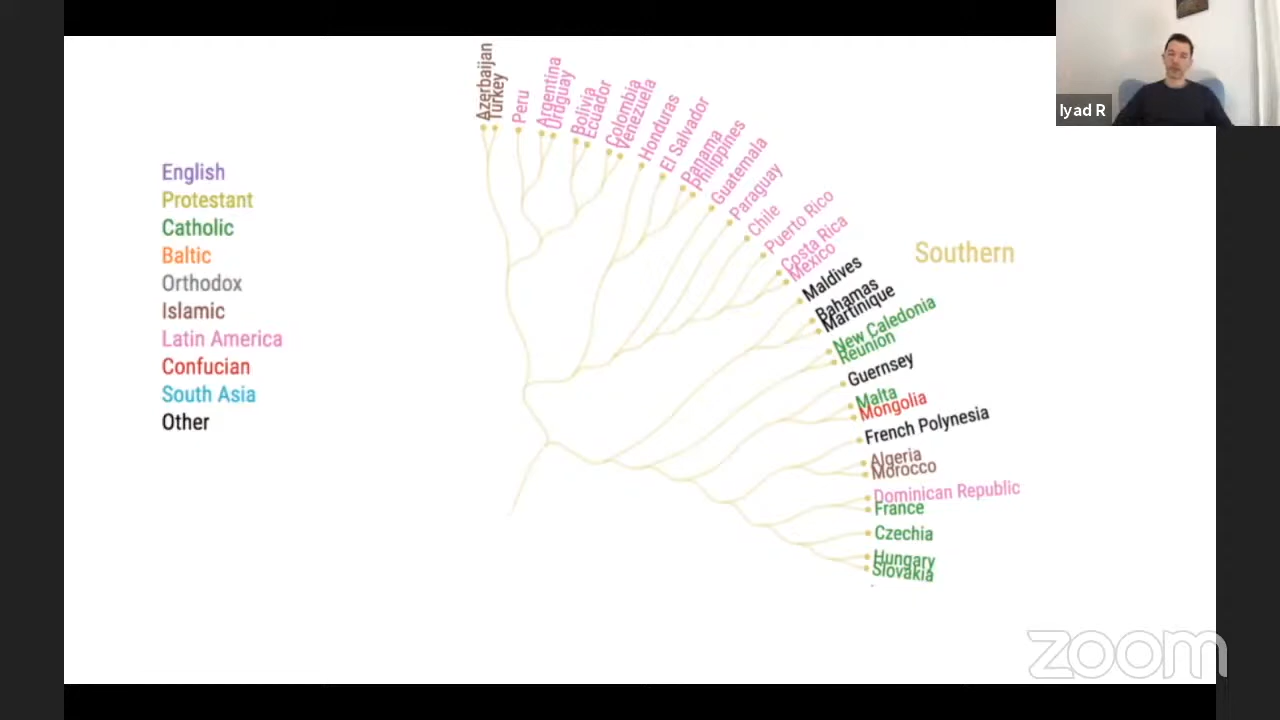 Iyad R
English
Protestant
Catholic
Baltic
Orthodox
Islamic
Latin America
Confucian
South Asia
Other
Azerbaijan
Turkey
Peru
Argentina
Uruguay
Bolivia
Ecuador
Colombia
Venezuela
Honduras
El Salvador
Panama
Philippines
Guatemala
Paraguay
Chile
Puerto Rico
Costa Rica
Mexico
Maldives
Bahamas
Martinique
New Caledonia
Reunion
Guernsey
Malta
Mongolia
French Polynesia
Algeria
Morocco
Dominican Republic
France
Czechia
Hungary
Slovakia
Southern
zoom